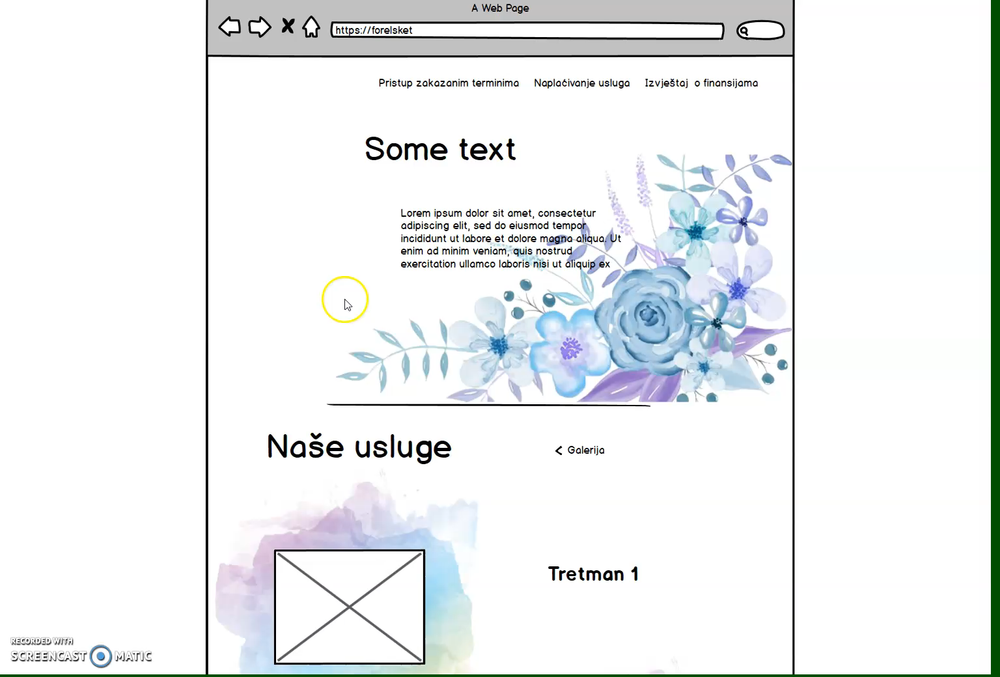 A Web Page
https://forelsket
Pristup zakazanim terminima Naplaćivanje usluga Izvještaj o finansijama
Some text
Lorem ipsum dolor sit amet, consectetur
adipiscing elit, sed do eiusmod tempor
incididunt ut labore et dolore magna aliqua. Ut
enim ad minim veniam, quis nostrud
exercitation ullamco laboris nisi ut aliquip ex
Naše usluge
Galerija
Tretman 1
RECORDED WITH
SCREENCAST MATIC